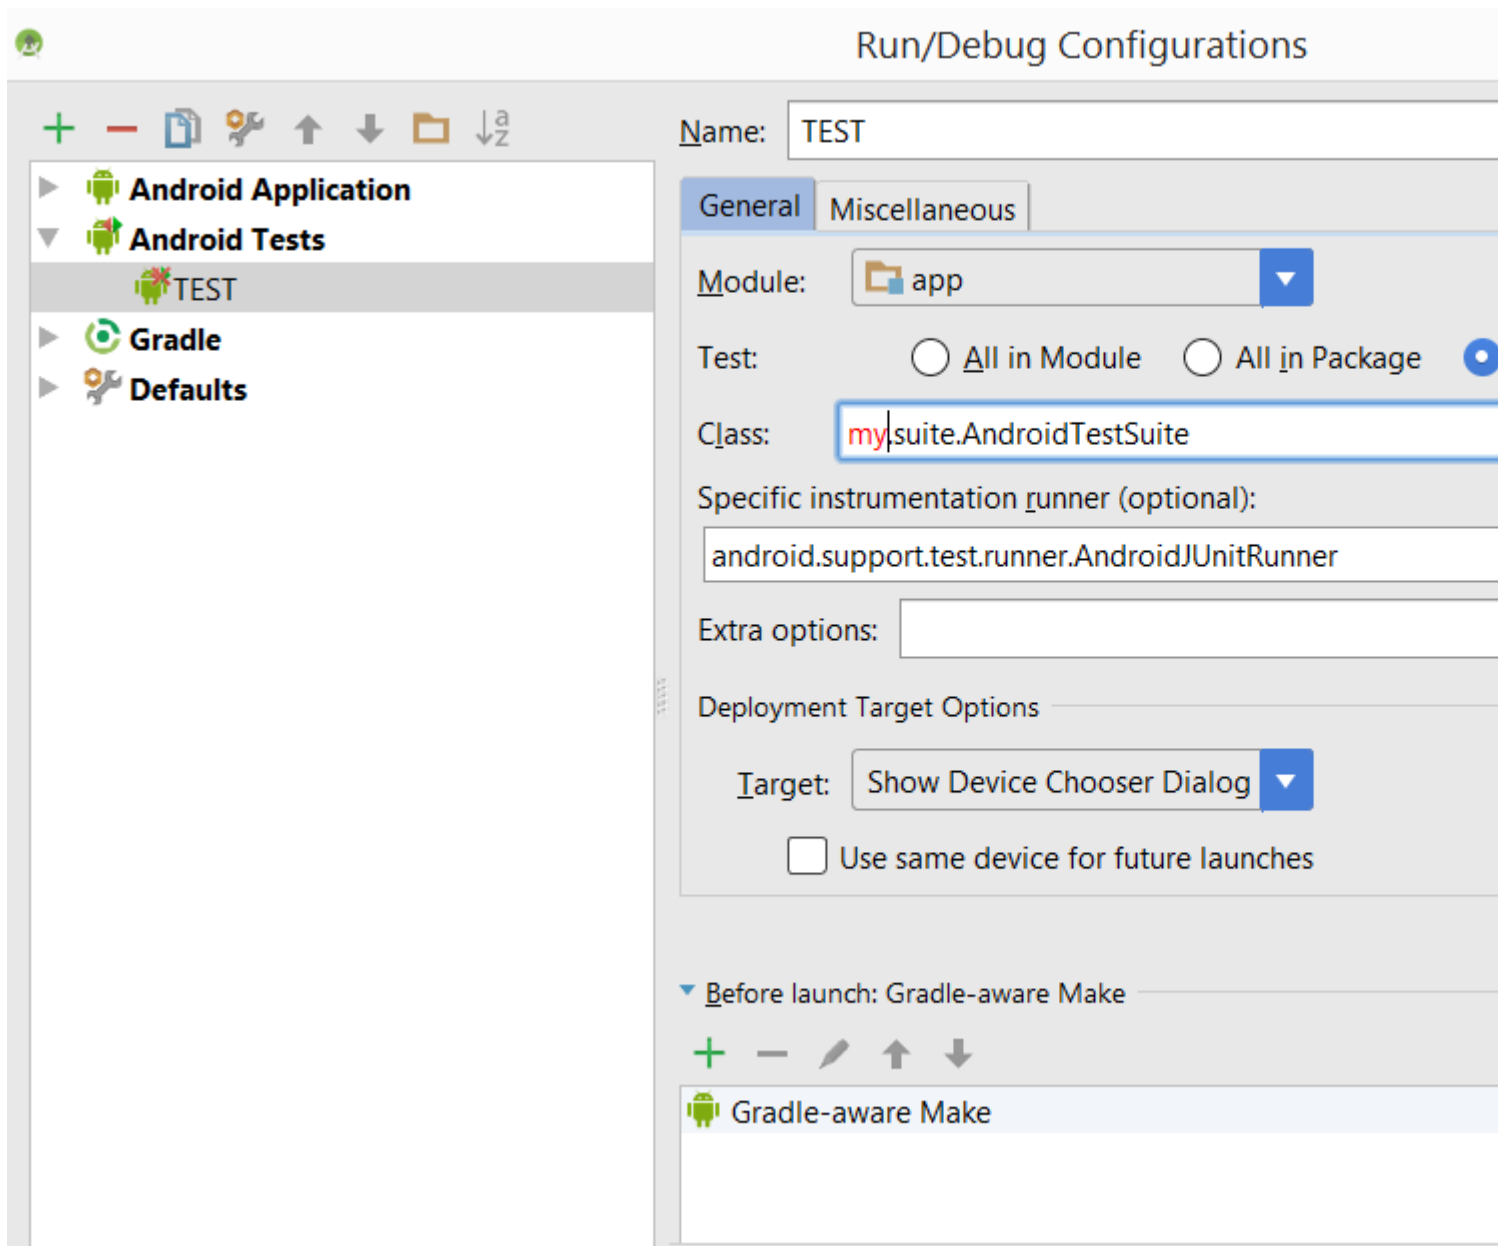 Run/Debug Configurations
a
z
Name: TEST
Android Application
Android Tests
TEST
Gradle
Defaults
General Miscellaneous
Module: app
Test: All in Module All in Package
Class: my.suite.AndroidTestSuite
Specific instrumentation runner (optional):
android.support.test.runner.AndroidJUnitRunner
Extra options:
Deployment Target Options
Target: Show Device Chooser Dialog
Use same device for future launches
Before launch: Gradle-aware Make
Gradle-aware Make